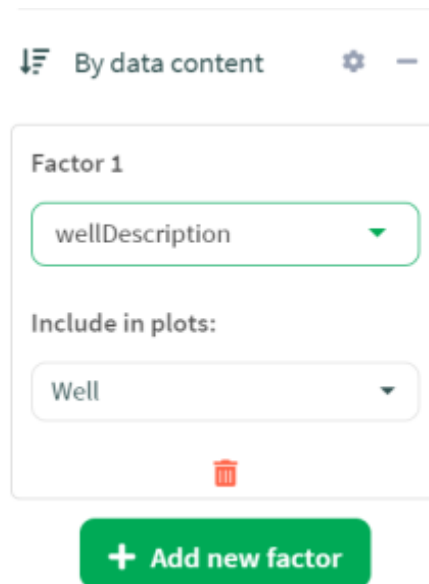 By data content
Factor 1
wellDescription
Include in plots:
Well
+ Add new factor